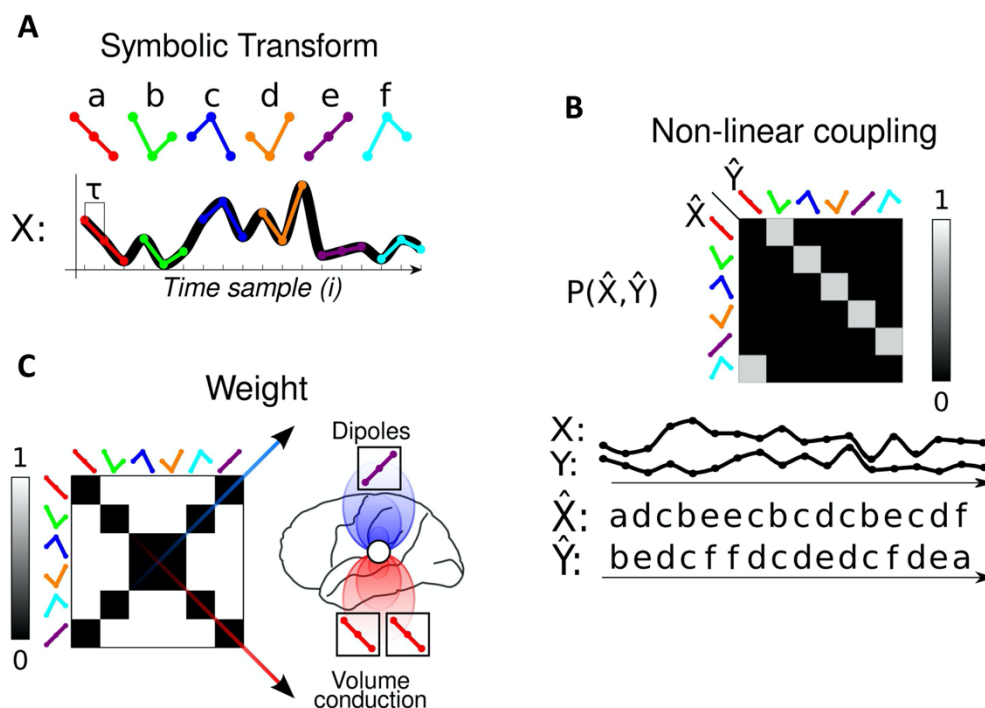 A
Symbolic Transform
a b c d e f
τ
X:
Time sample (i)
B
Non-linear coupling
Ŷ
X̂
1
P(X̂,Ŷ)
0
X:
Y:
X̂: adcbeecbcdcbecdf
Ŷ: bedcffdcdedcfdea
C
Weight
1
0
Dipoles
Volume
conduction